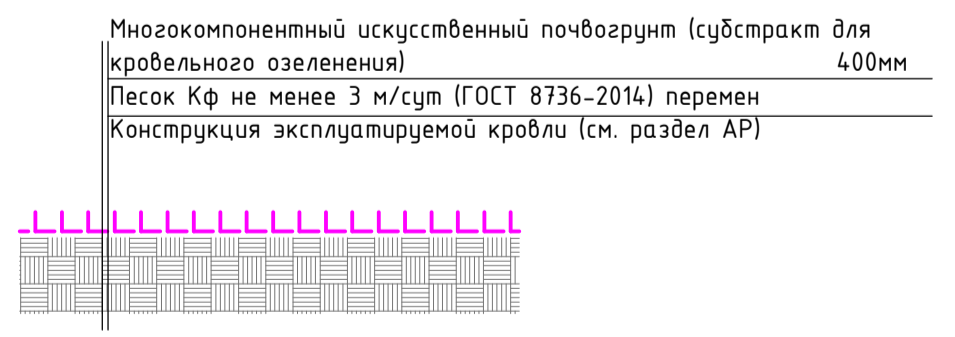 Многокомпонентный искусственный почвогрунт (субстракт для
кровельного озеленения) 400мм
Песок Кф не менее 3 м/сут (ГОСТ 8736-2014) перемен
Конструкция эксплуатируемой кровли (см. раздел АР)